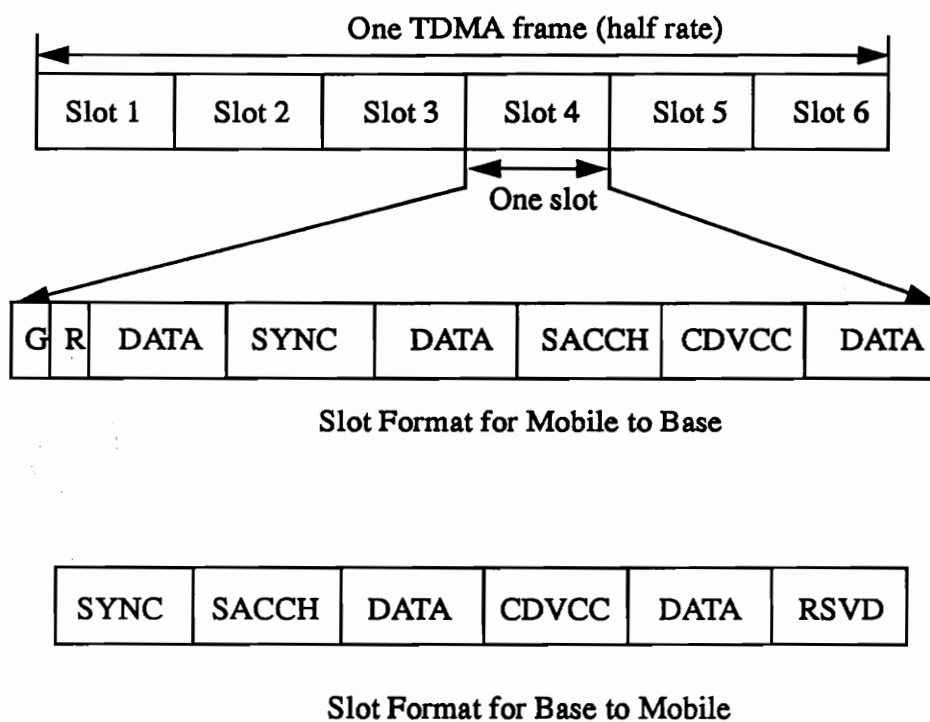 One TDMA frame (half rate)
Slot 1 Slot 2 Slot 3 Slot 4 Slot 5 Slot 6
One slot
G R DATA SYNC DATA SACCH CDVCC DATA
Slot Format for Mobile to Base
SYNC SACCH DATA CDVCC DATA RSVD
Slot Format for Base to Mobile